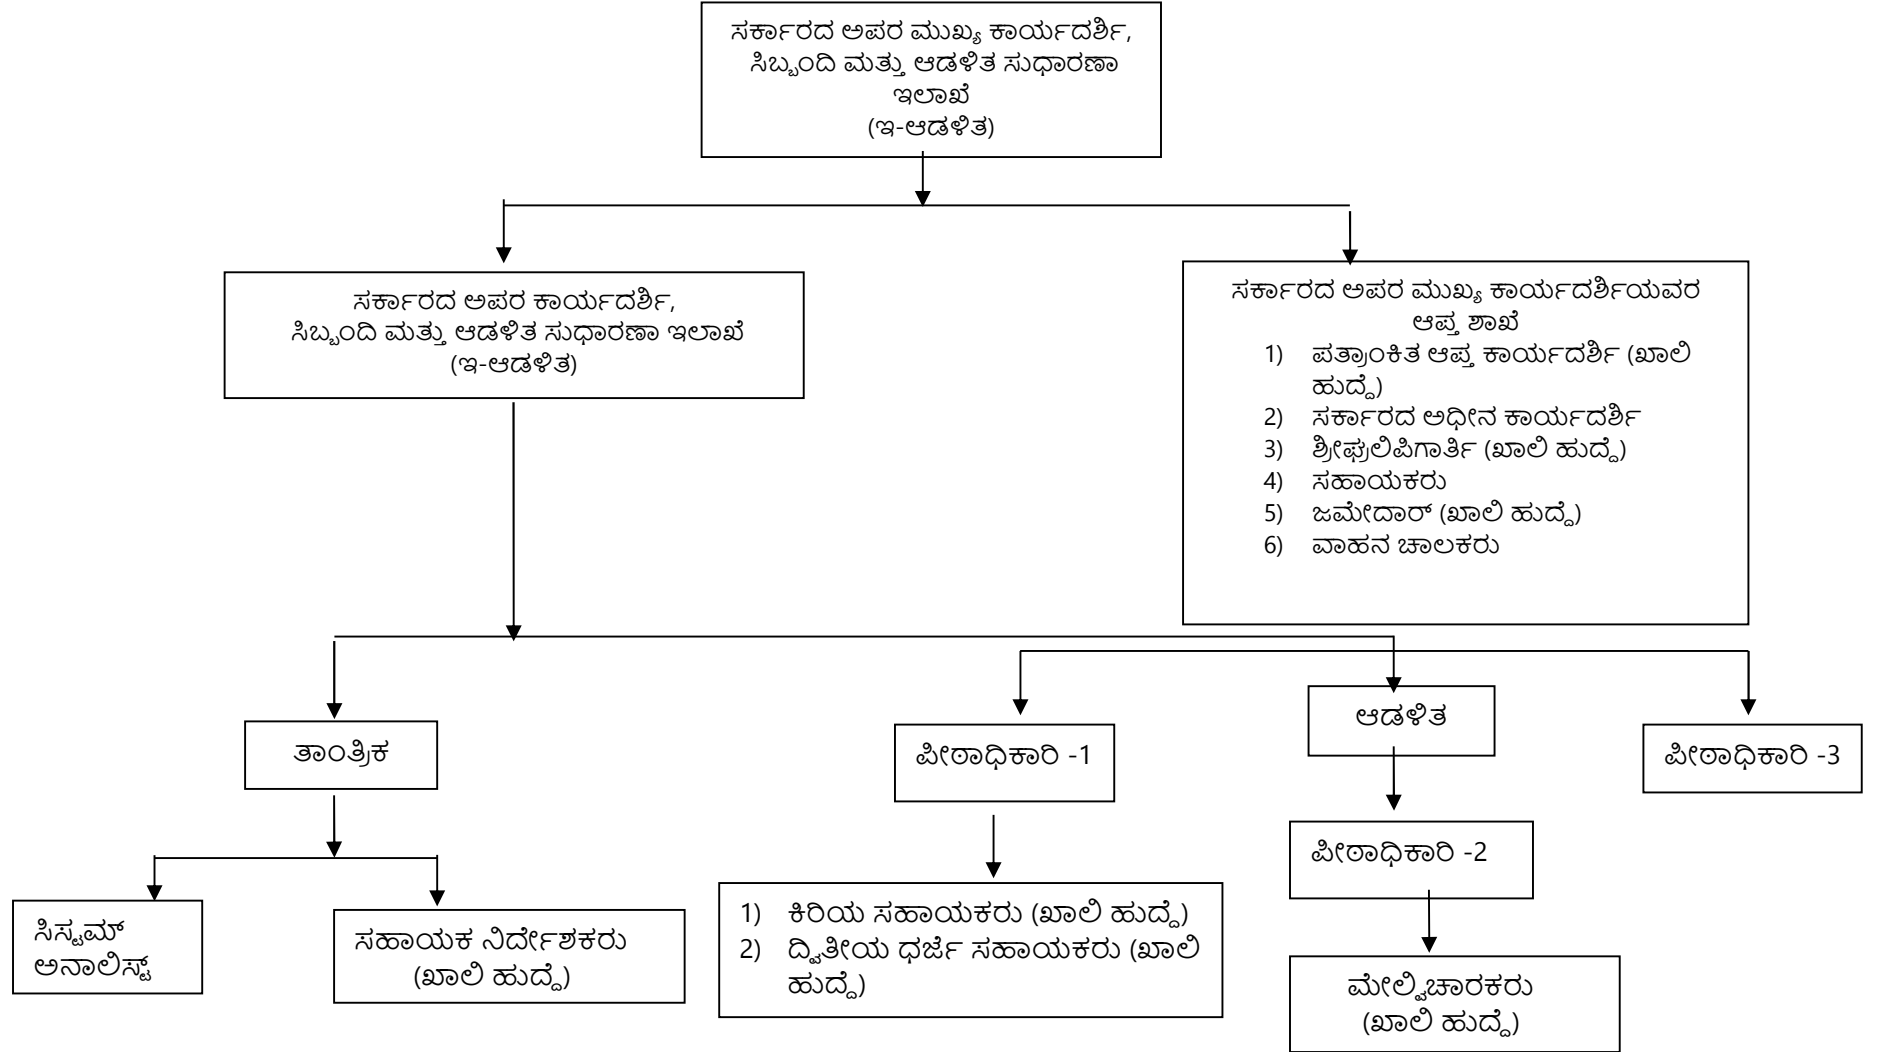 ಸರ್ಕಾರದ ಅಪರ ಮುಖ್ಯ ಕಾರ್ಯದರ್ಶಿ,
ಸಿಬ್ಬಂದಿ ಮತ್ತು ಆಡಳಿತ ಸುಧಾರಣಾ
ಇಲಾಖೆ
(ಇ-ಆಡಳಿತ)
ಸರ್ಕಾರದ ಅಪರ ಕಾರ್ಯದರ್ಶಿ,
ಸಿಬ್ಬಂದಿ ಮತ್ತು ಆಡಳಿತ ಸುಧಾರಣಾ ಇಲಾಖೆ
(ಇ-ಆಡಳಿತ)
ಸರ್ಕಾರದ ಅಪರ ಮುಖ್ಯ ಕಾರ್ಯದರ್ಶಿಯವರ
ಆಪ್ತ ಶಾಖೆ
1) ಪತ್ರಾಂಕಿತ ಆಪ್ತ ಕಾರ್ಯದರ್ಶಿ (ಖಾಲಿ
ಹುದ್ದೆ)
2) ಸರ್ಕಾರದ ಅಧೀನ ಕಾರ್ಯದರ್ಶಿ
3) ಶ್ರೀಘ್ರಲಿಪಿಗಾರ್ತಿ (ಖಾಲಿ ಹುದ್ದೆ)
4) ಸಹಾಯಕರು
5) ಜಮೇದಾರ್ (ಖಾಲಿ ಹುದ್ದೆ)
6) ವಾಹನ ಚಾಲಕರು
ತಾಂತ್ರಿಕ
ಪೀಠಾಧಿಕಾರಿ -1
ಆಡಳಿತ
ಪೀಠಾಧಿಕಾರಿ -3
ಪೀಠಾಧಿಕಾರಿ -2
ಸಿಸ್ಟಮ್
ಅನಾಲಿಸ್ಟ್
ಸಹಾಯಕ ನಿರ್ದೇಶಕರು
(ಖಾಲಿ ಹುದ್ದೆ)
1) ಕಿರಿಯ ಸಹಾಯಕರು (ಖಾಲಿ ಹುದ್ದೆ)
2) ದ್ವಿತೀಯ ಧರ್ಜೆ ಸಹಾಯಕರು (ಖಾಲಿ
ಹುದ್ದೆ)
ಮೇಲ್ವಿಚಾರಕರು
(ಖಾಲಿ ಹುದ್ದೆ)